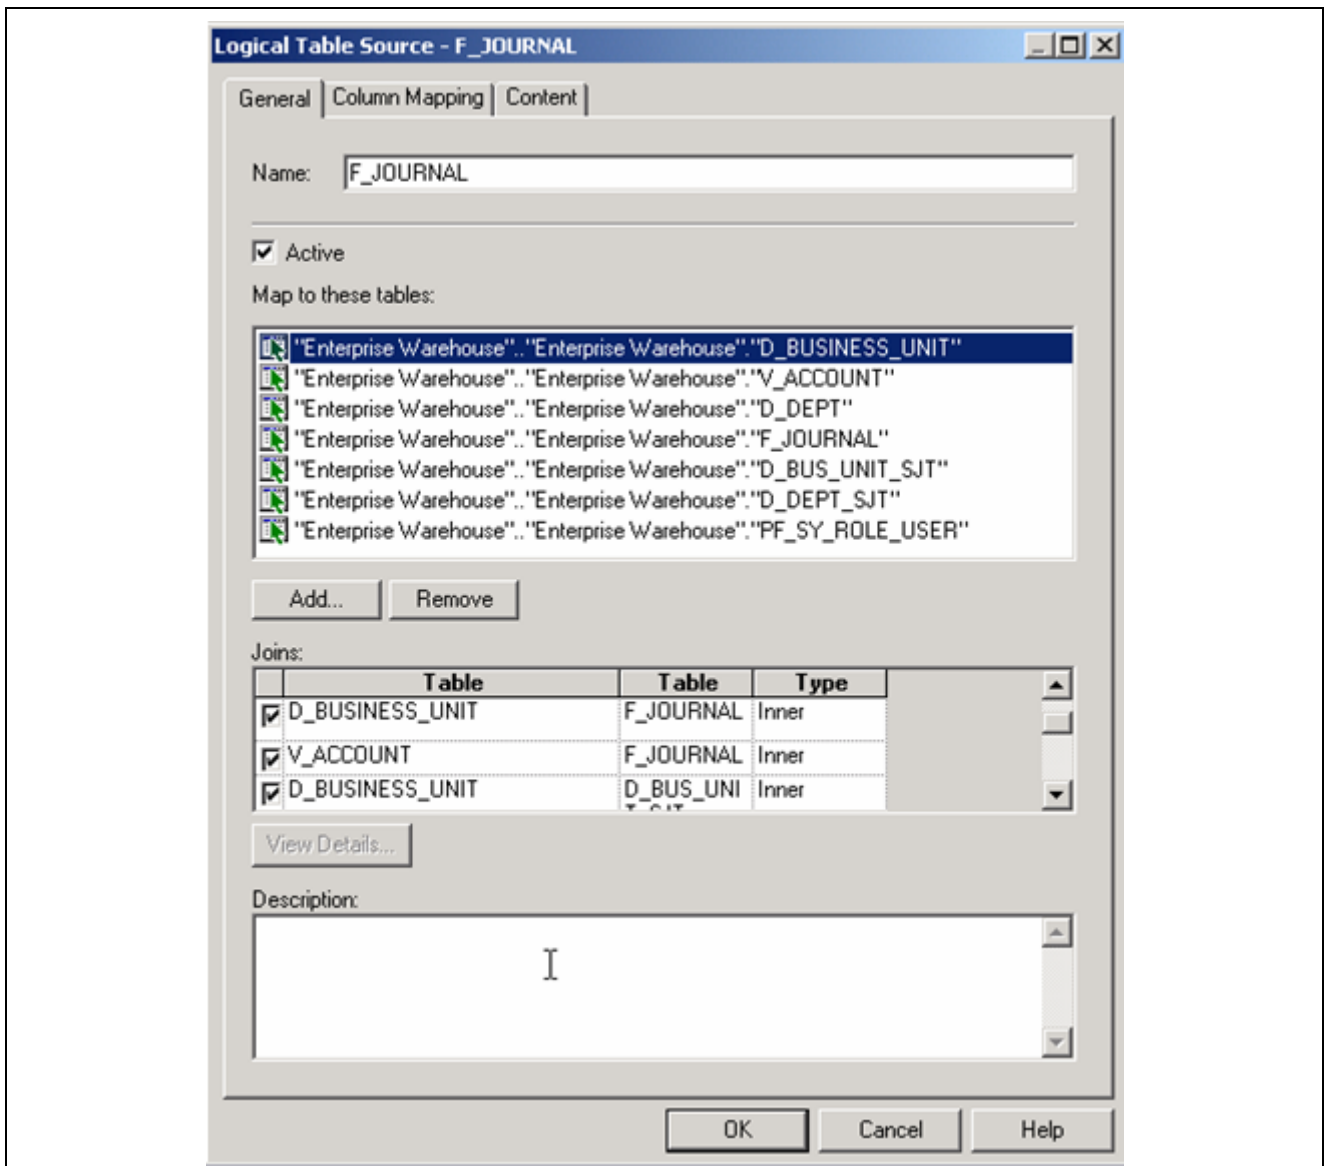 Logical Table Source - F_JOURNAL
General Column Mapping Content
Name: F_JOURNAL
Active
Map to these tables:
"Enterprise Warehouse".."Enterprise Warehouse"."D_BUSINESS_UNIT"
"Enterprise Warehouse".."Enterprise Warehouse"."V_ACCOUNT"
"Enterprise Warehouse".."Enterprise Warehouse"."D_DEPT"
"Enterprise Warehouse".."Enterprise Warehouse"."F_JOURNAL"
"Enterprise Warehouse".."Enterprise Warehouse"."D_BUS_UNIT_SJT"
"Enterprise Warehouse".."Enterprise Warehouse"."D_DEPT_SJT"
"Enterprise Warehouse".."Enterprise Warehouse"."PF_SY_ROLE_USER"
Add... Remove
Joins:
Table Table Type
D_BUSINESS_UNIT F_JOURNAL Inner
V_ACCOUNT F_JOURNAL Inner
D_BUSINESS_UNIT D_BUS_UNI Inner
View Details...
Description:
OK Cancel Help